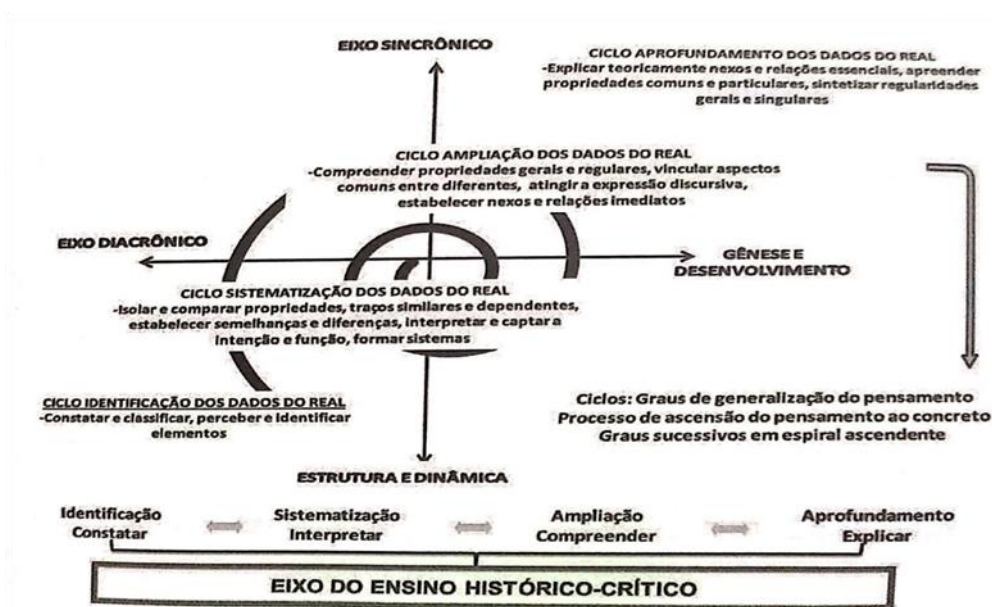 EIXO SINCRÔNICO
CICLO APROFUNDAMENTO DOS DADOS DO REAL
-Explicar teoricamente nexos e relações essenciais, apreender
propriedades comuns e particulares, sintetizar regularidades
gerais e singulares
CICLO AMPLIAÇÃO DOS DADOS DO REAL
-Compreender propriedades gerais e regulares, vincular aspectos
comuns entre diferentes, atingir a expressão discursiva,
estabelecer nexos e relações imediatos
EIXO DIACRÔNICO
GÊNESE E
DESENVOLVIMENTO
CICLO SISTEMATIZAÇÃO DOS DADOS DO REAL
-Isolar e comparar propriedades, traços similares e dependentes,
estabelecer semelhanças e diferenças, interpretar e captar a
intenção e função, formar sistemas
CICLO IDENTIFICAÇÃO DOS DADOS DO REAL
-Constatar e classificar, perceber e identificar
elementos
Ciclos: Graus de generalização do pensamento
Processo de ascensão do pensamento ao concreto
Graus sucessivos em espiral ascendente
ESTRUTURA E DINÂMICA
Identificação
Constatar
Sistematização
Interpretar
Ampliação
Compreender
Aprofundamento
Explicar
EIXO DO ENSINO HISTÓRICO-CRÍTICO